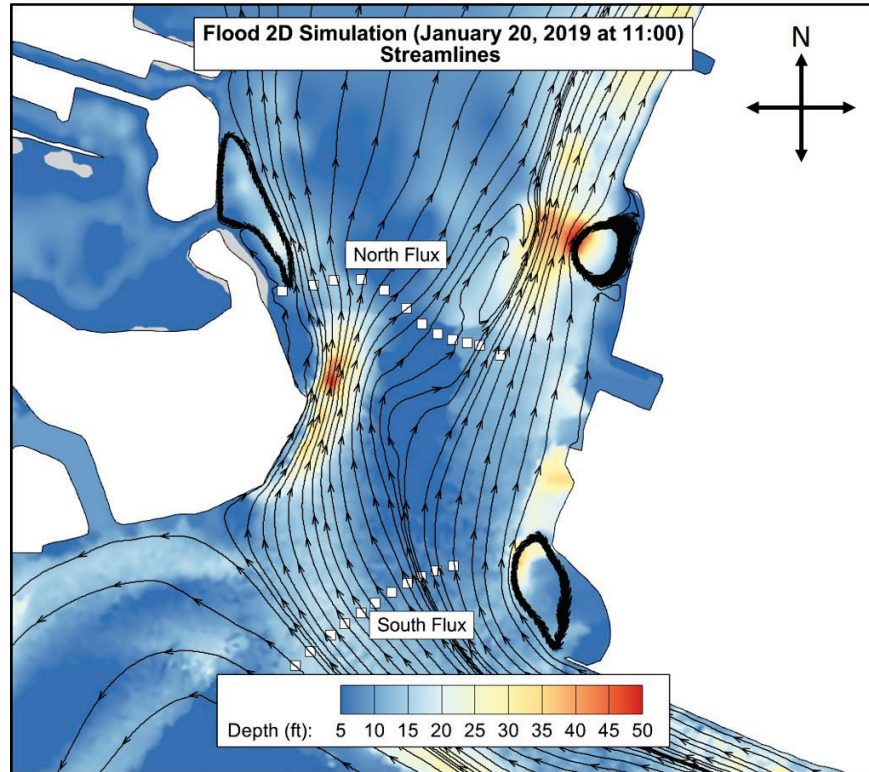 Flood 2D Simulation (January 20, 2019 at 11:00)
Streamlines
N
North Flux
South Flux
Depth (ft):
5 10 15 20 25 30 35 40 45 50